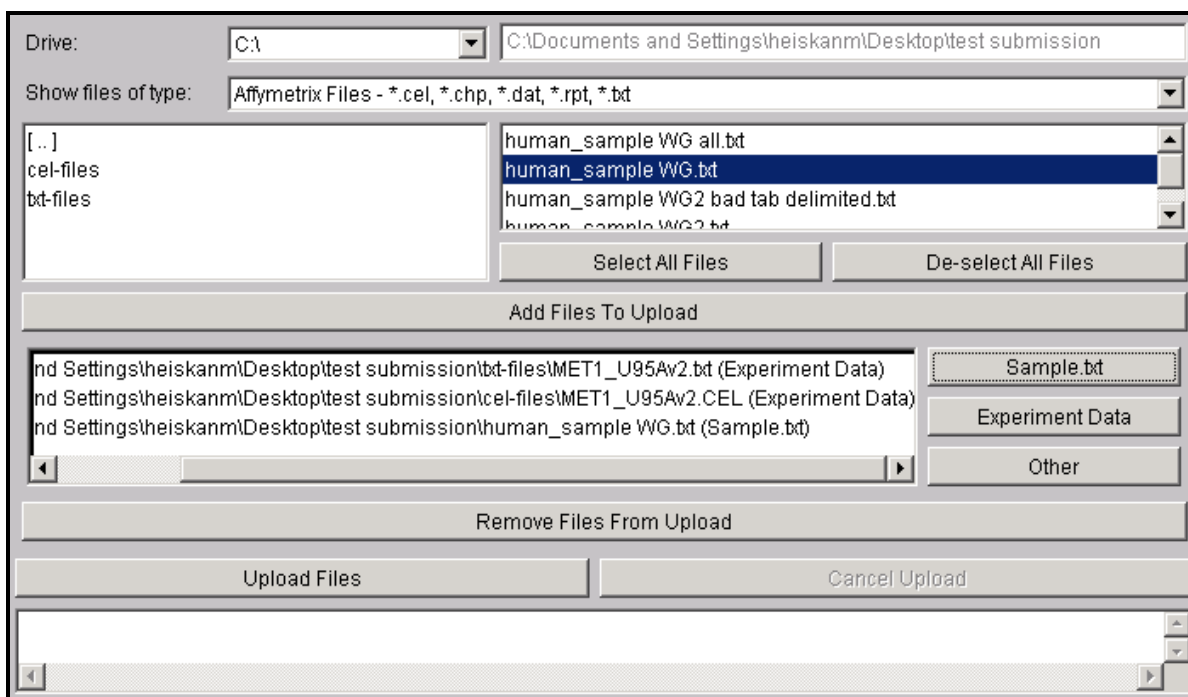 Drive:
C:\
C:\Documents and Settings\heiskanm\Desktop\test submission
Show files of type:
Affymetrix Files - *.cel, *.chp, *.dat, *.rpt, *.txt
[ .. ]
cel-files
txt-files
human_sample WG all.txt
human_sample WG.txt
human_sample WG2 bad tab delimited.txt
human_sample WG2.txt
Select All Files
De-select All Files
Add Files To Upload
nd Settings\heiskanm\Desktop\test submission\txt-files\MET1_U95Av2.txt (Experiment Data)
nd Settings\heiskanm\Desktop\test submission\cel-files\MET1_U95Av2.CEL (Experiment Data)
nd Settings\heiskanm\Desktop\test submission\human_sample WG.txt (Sample.txt)
Sample.txt
Experiment Data
Other
Remove Files From Upload
Upload Files
Cancel Upload